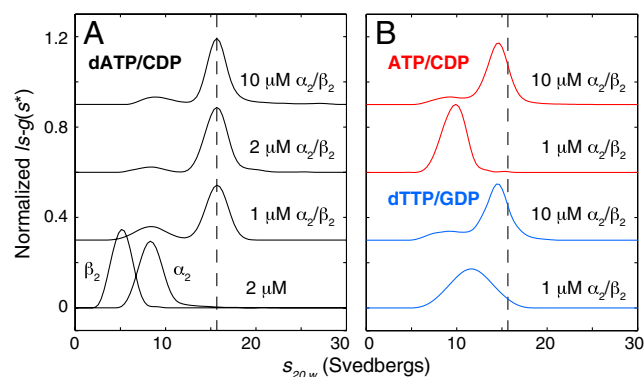 Normalized ls-g(s*)
1.2
0.8
0.4
0
A
dATP/CDP
10 μM α2/β2
2 μM α2/β2
1 μM α2/β2
β2
α2
2 μM
0 5 10 15 20 25 30
B
ATP/CDP
10 μM α2/β2
1 μM α2/β2
dTTP/GDP
10 μM α2/β2
1 μM α2/β2
0 10 20 30
s20,w (Svedbergs)